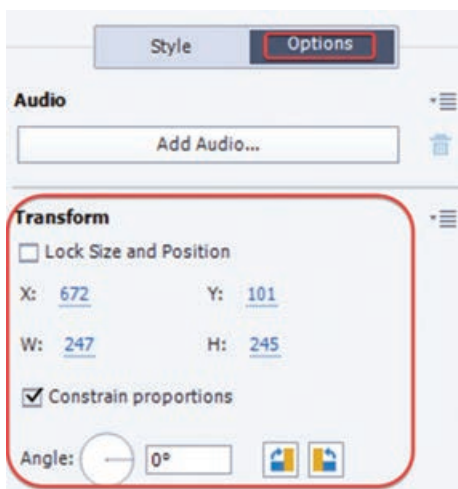 Style Options
Audio
Add Audio...
Transform
Lock Size and Position
X: 672 Y: 101
W: 247 H: 245
Constrain proportions
Angle: 0°